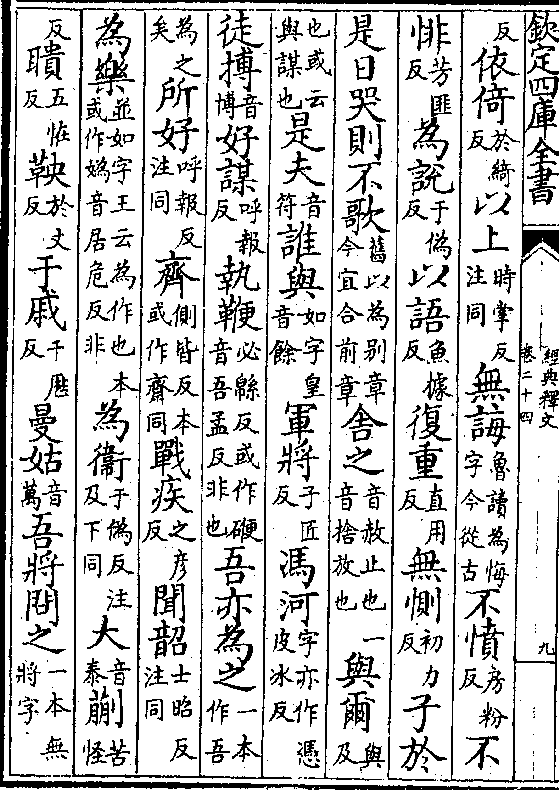 欽定四庫全書 經典釋文卷二十四 九
反依倚於綺反以上時掌反注同無誨魯讀為悔字今從古不憤房粉反不
悱芳匪反為說于偽反以語魚據反復重直用反無惻初力反子於
是日哭則不歌舊以為别章今宜合前章舍之音赦止也一音捨放也與爾與及
也或云與謀也是夫音符誰與如字皇音餘軍將子匠反馮河字亦作憑皮冰反
徒搏音博好謀呼報反執鞭必緜反或作硬音吾孟反非也吾亦為之一本作吾
為之矣所好呼報反注同齊側皆反本或作齋同戰疾之彦反聞韶士昭反注同
為樂並如字王云為作也本或作媯音居危反非為衞于偽反注及下同大音泰蒯苦怪
反聵五怪反鞅於丈反干戚千歷反曼姑音萬吾將問之一本無將字